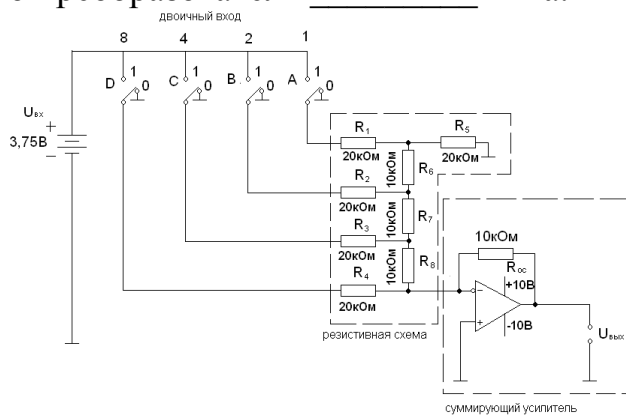 двоичный вход
8 4 2 1
D 1 0 C 1 0 B 1 0 A 1 0
Uвх
+
3,75В
−
R1
20кОм
R5
20кОм
10кОм
R6
R2
20кОм
10кОм
R7
R3
20кОм
10кОм
R8
R4
20кОм
10кОм
Rос
+10В
−
+
-10В
Uвых
резистивная схема
суммирующий усилитель